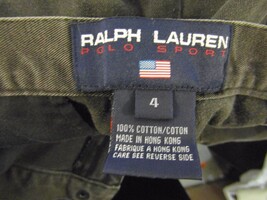 RALPH LAUREN
POLO SPORT
4
100% COTTON/COTON
MADE IN HONG KONG
FABRIQUE A HONG KONG
CARE SEE REVERSE SIDE